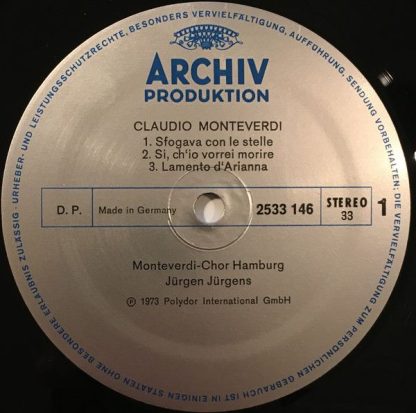 URHEBER- UND LEISTUNGSSCHUTZRECHTE, BESONDERS VERVIELFÄLTIGUNG, AUFFÜHRUNG, SENDUNG VORBEHALTEN; DIE VERVIELFÄLTIGUNG ZUM PERSÖNLICHEN GEBRAUCH IST IN EINIGEN STAATEN OHNE BESONDERE ERLAUBNIS ZULÄSSIG
ARCHIV
PRODUKTION
CLAUDIO MONTEVERDI
1. Sfogava con le stelle
2. Si, ch'io vorrei morire
3. Lamento d'Arianna
D. P. Made in Germany 2533 146 STEREO 33 1
Monteverdi-Chor Hamburg
Jürgen Jürgens
℗ 1973 Polydor International GmbH